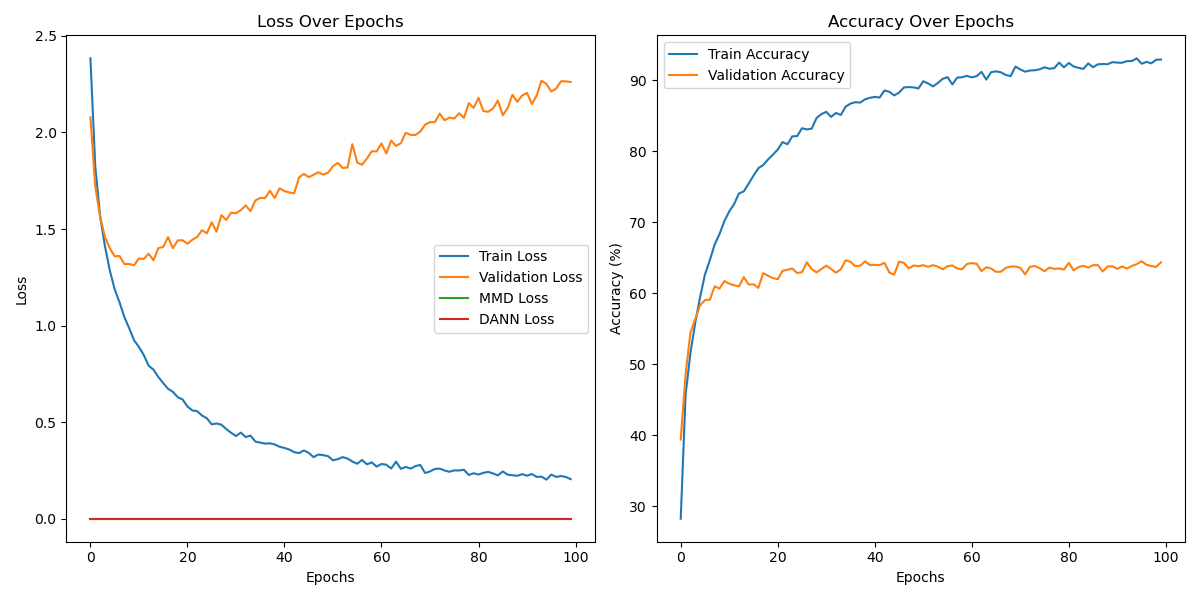 Loss Over Epochs
2.5
2.0
1.5
1.0
0.5
0.0
Loss
Train Loss
Validation Loss
MMD Loss
DANN Loss
0 20 40 60 80 100
Epochs
Accuracy Over Epochs
Train Accuracy
Validation Accuracy
90
80
70
60
50
40
30
Accuracy (%)
0 20 40 60 80 100
Epochs